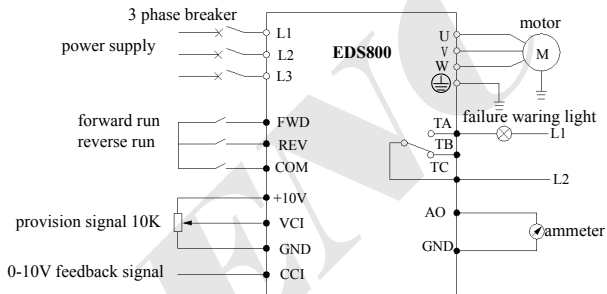 3 phase breaker
power supply
L1
L2
L3
EDS800
U
V
W
motor
M
forward run
reverse run
FWD
REV
COM
TA
TB
TC
failure waring light
L1
L2
provision signal 10K
+10V
VCI
GND
AO
GND
ammeter
0-10V feedback signal
CCI